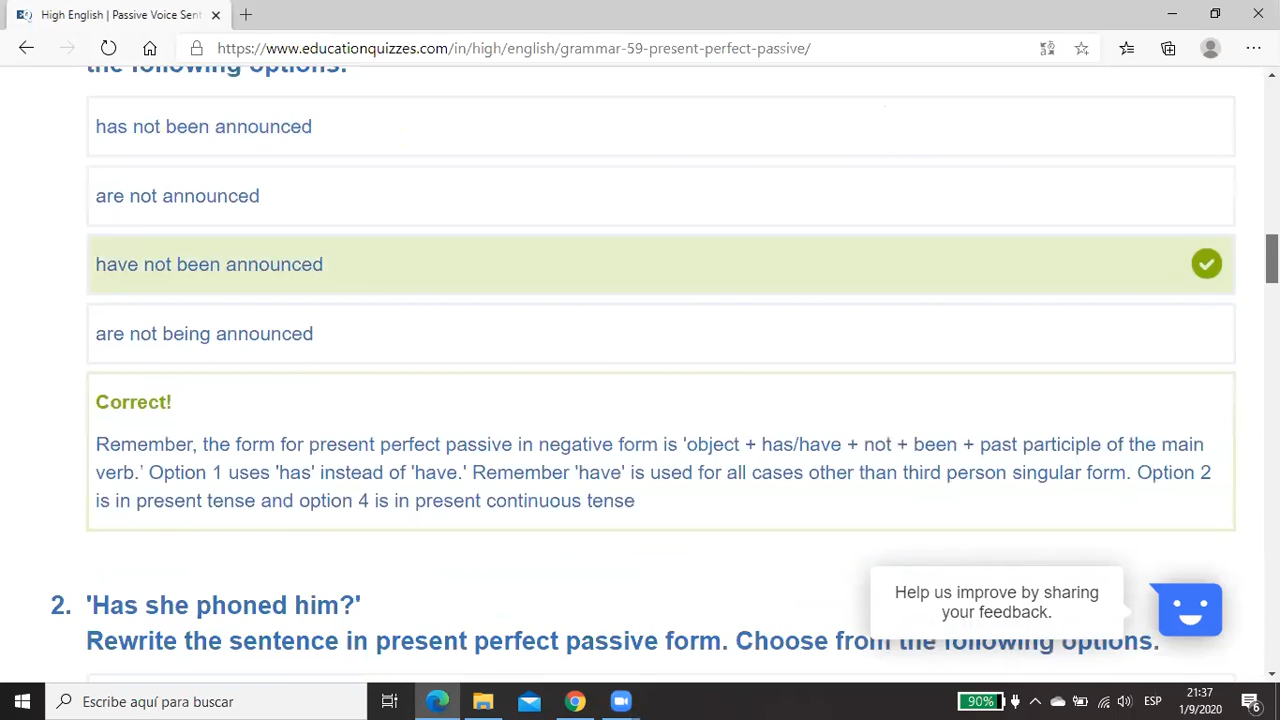 High English | Passive Voice Sent
https://www.educationquizzes.com/in/high/english/grammar-59-present-perfect-passive/
the following options.
has not been announced
are not announced
have not been announced
are not being announced
Correct!
Remember, the form for present perfect passive in negative form is 'object + has/have + not + been + past participle of the main
verb.’ Option 1 uses 'has' instead of 'have.' Remember 'have' is used for all cases other than third person singular form. Option 2
is in present tense and option 4 is in present continuous tense
Help us improve by sharing
your feedback.
2. 'Has she phoned him?'
Rewrite the sentence in present perfect passive form. Choose from the following options.
Escribe aquí para buscar
90%
ESP
21:37
1/9/2020
6